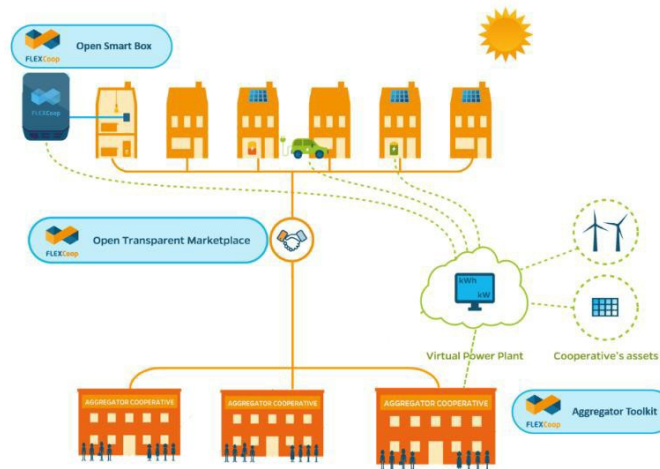 Open Smart Box
FLEXCoop
FLEXCoop
Open Transparent Marketplace
FLEXCoop
kWh
kW
Virtual Power Plant
Cooperative's assets
AGGREGATOR COOPERATIVE
AGGREGATOR COOPERATIVE
AGGREGATOR COOPERATIVE
Aggregator Toolkit
FLEXCoop